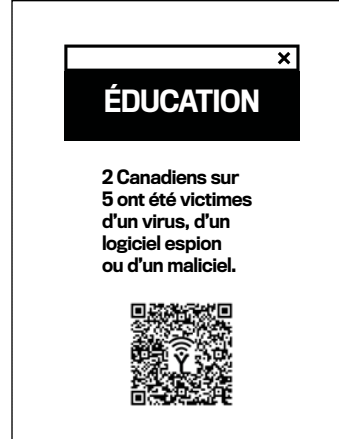 ÉDUCATION
2 Canadiens sur
5 ont été victimes
d’un virus, d’un
logiciel espion
ou d’un maliciel.